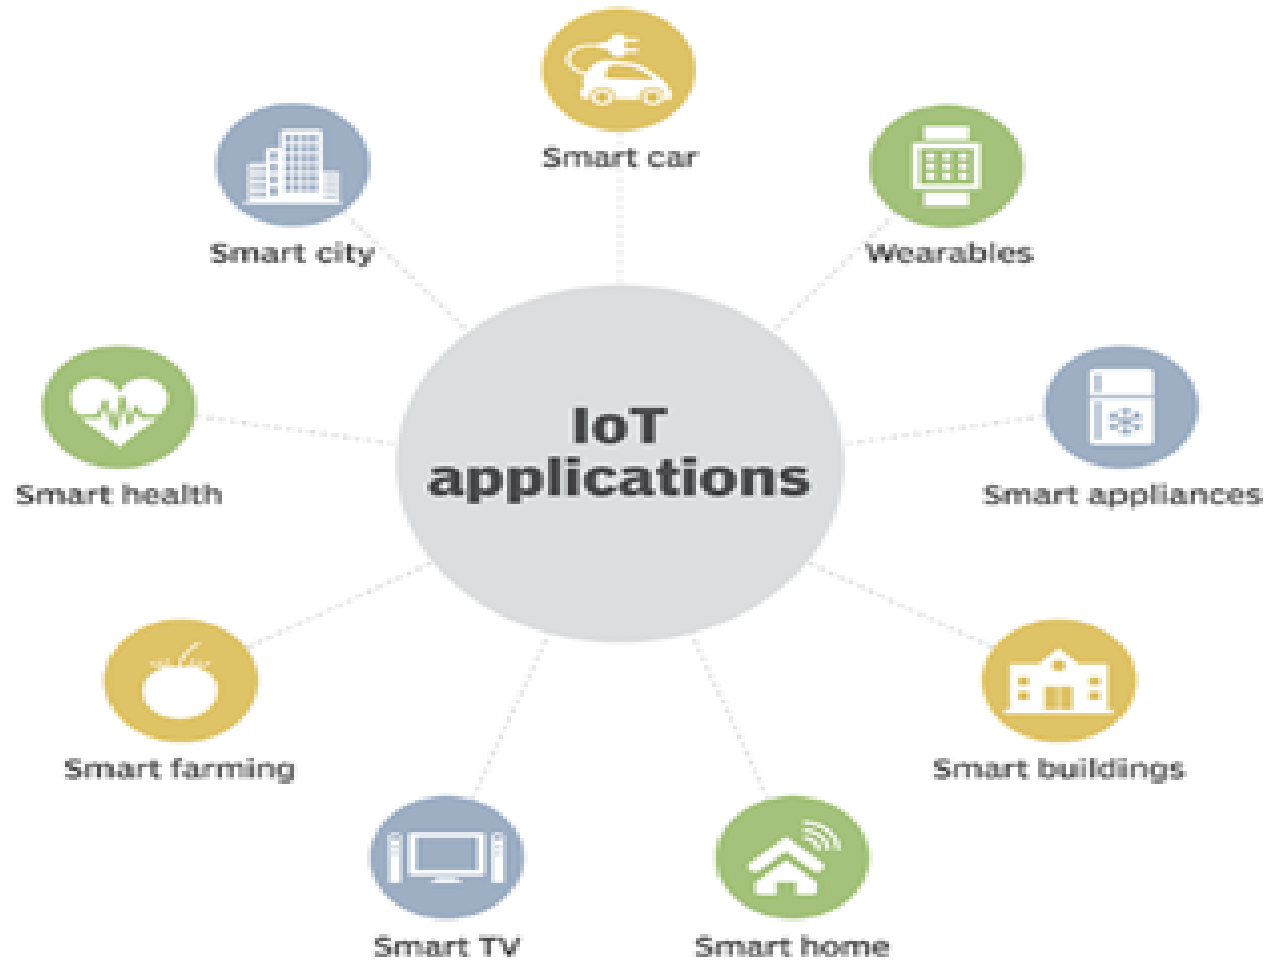 Smart car
Smart city
Wearables
IoT
applications
Smart health
Smart appliances
Smart farming
Smart buildings
Smart TV
Smart home